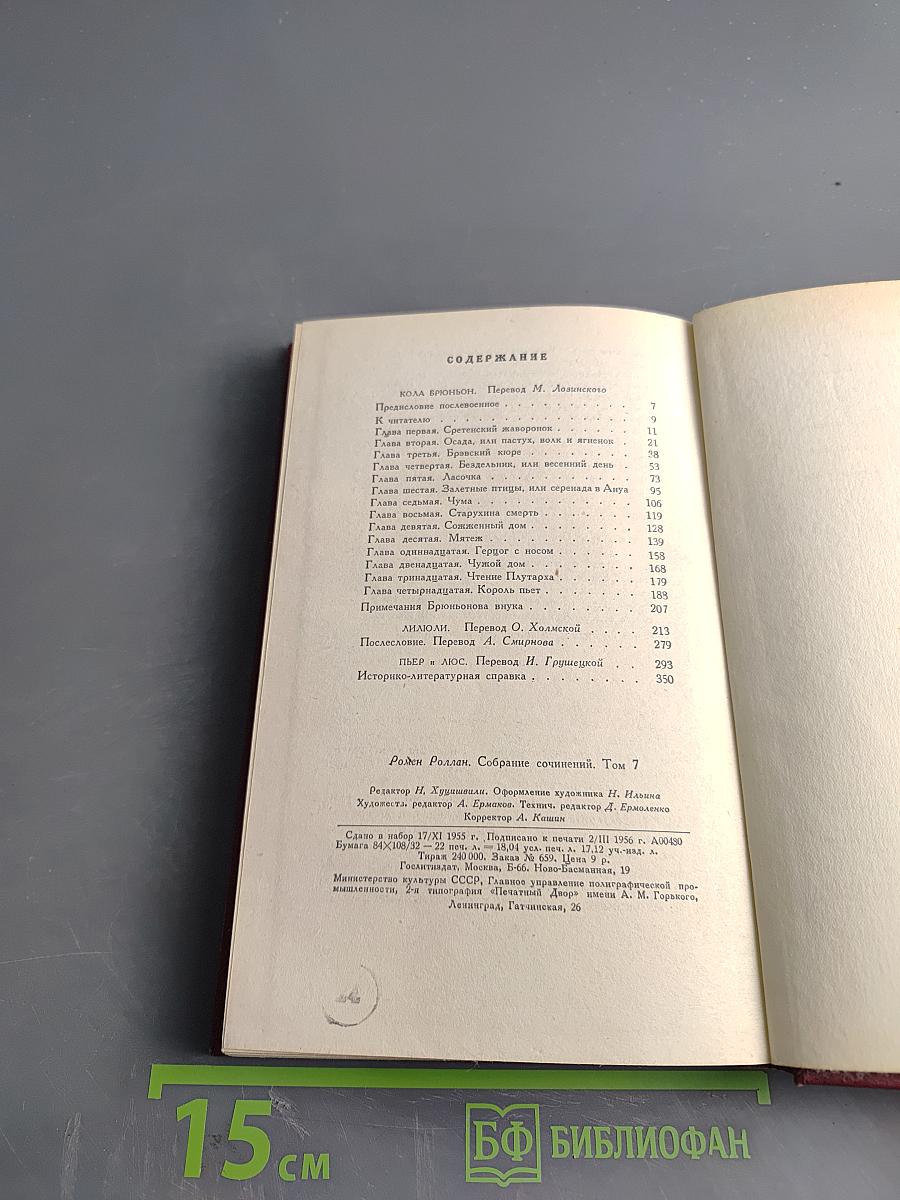 СОДЕРЖАНИЕ
КОЛА БРЮНЬОН. Перевод М. Лозинского
Предисловие послевоенное . . . . . . . . . . 7
К читателю . . . . . . . . . . . . . . . 9
Глава первая. Сретенский жаворонок . . . . . . 11
Глава вторая. Осада, или пастух, волк и ягненок . 21
Глава третья. Брэвский кюре . . . . . . . . 38
Глава четвертая. Бездельник, или весенний день . 53
Глава пятая. Ласочка . . . . . . . . . . . 73
Глава шестая. Залетные птицы, или серенада в Ануа 95
Глава седьмая. Чума . . . . . . . . . . . . 106
Глава восьмая. Старухина смерть . . . . . . . 119
Глава девятая. Сожженный дом . . . . . . . . 128
Глава десятая. Мятеж . . . . . . . . . . . 139
Глава одиннадцатая. Герцог с носом . . . . . . 158
Глава двенадцатая. Чужой дом . . . . . . . . 168
Глава тринадцатая. Чтение Плутарха . . . . . . 179
Глава четырнадцатая. Король пьет . . . . . . . 188
Примечания Брюньонова внука . . . . . . . . 207
ЛИЛЮЛИ. Перевод О. Холмской . . . . 213
Послесловие. Перевод А. Смирнова . . . . . . 279
ПЬЕР и ЛЮС. Перевод И. Грушецкой . . 293
Историко-литературная справка . . . . . . . . 350
Ромен Роллан. Собрание сочинений. Том 7
Редактор Н. Хуцишвили. Оформление художника Н. Ильина
Художеств. редактор А. Ермаков. Технич. редактор Д. Ермоленко
Корректор А. Кашин
Сдано в набор 17/XI 1955 г. Подписано к печати 2/III 1956 г. А00480
Бумага 84×108/32 — 22 печ. л. = 18,04 усл. печ. л. 17,12 уч.-изд. л.
Тираж 240 000. Заказ № 659. Цена 9 р.
Гослитиздат, Москва, Б-66. Ново-Басманная, 19
Министерство культуры СССР, Главное управление полиграфической про-
мышленности, 2-я типография «Печатный Двор» имени А. М. Горького,
Ленинград, Гатчинская, 26
15 см
БФ БИБЛИОФАН